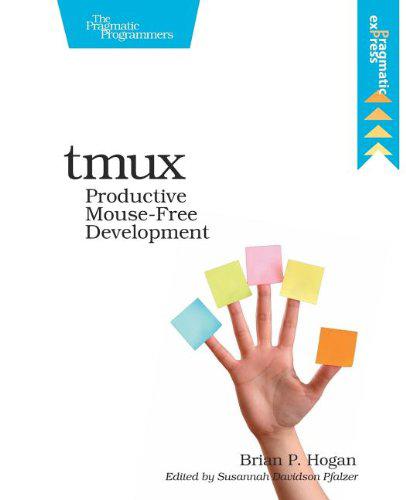 The
Pragmatic
Programmers
Pragmatic
exPress
tmux
Productive
Mouse-Free
Development
Brian P. Hogan
Edited by Susannah Davidson Pfalzer